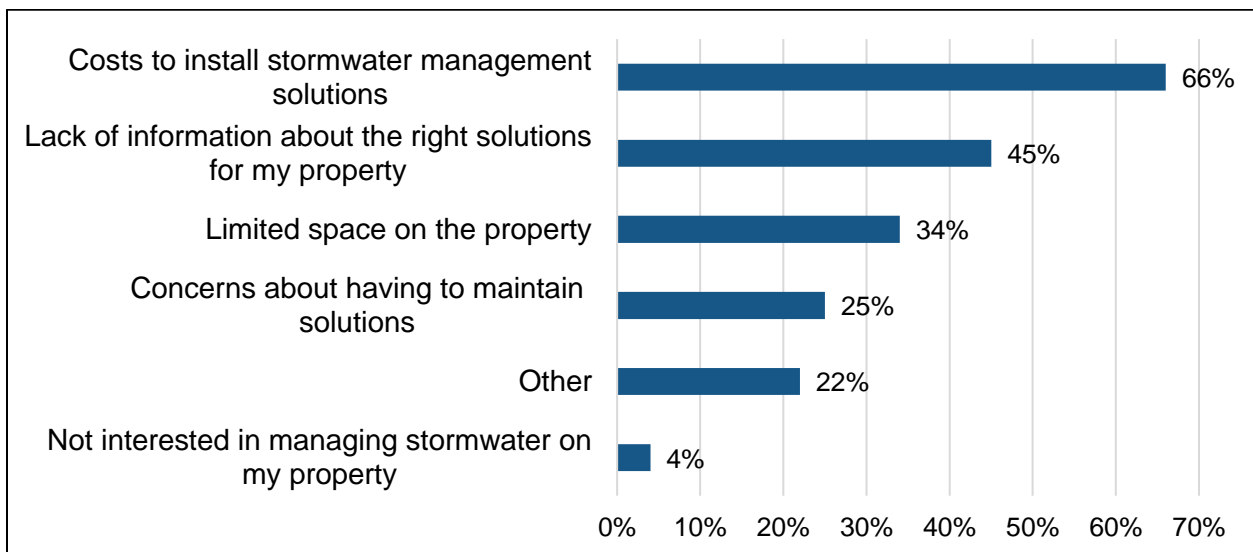 Costs to install stormwater management
solutions
66%
Lack of information about the right solutions
for my property
45%
Limited space on the property
34%
Concerns about having to maintain
solutions
25%
Other
22%
Not interested in managing stormwater on
my property
4%
0% 10% 20% 30% 40% 50% 60% 70%